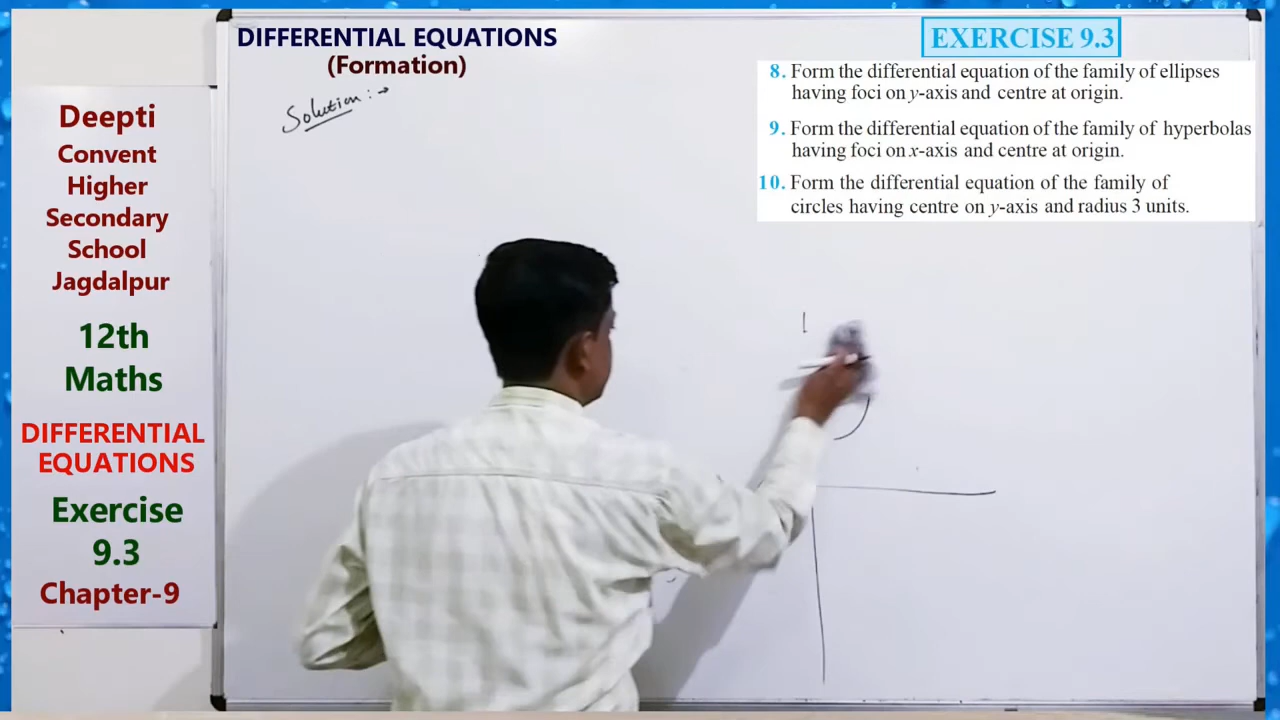 DIFFERENTIAL EQUATIONS
(Formation)
EXERCISE 9.3
8. Form the differential equation of the family of ellipses
having foci on y-axis and centre at origin.
9. Form the differential equation of the family of hyperbolas
having foci on x-axis and centre at origin.
10. Form the differential equation of the family of
circles having centre on y-axis and radius 3 units.
Solution :→
Deepti
Convent
Higher
Secondary
School
Jagdalpur
12th
Maths
DIFFERENTIAL
EQUATIONS
Exercise
9.3
Chapter-9